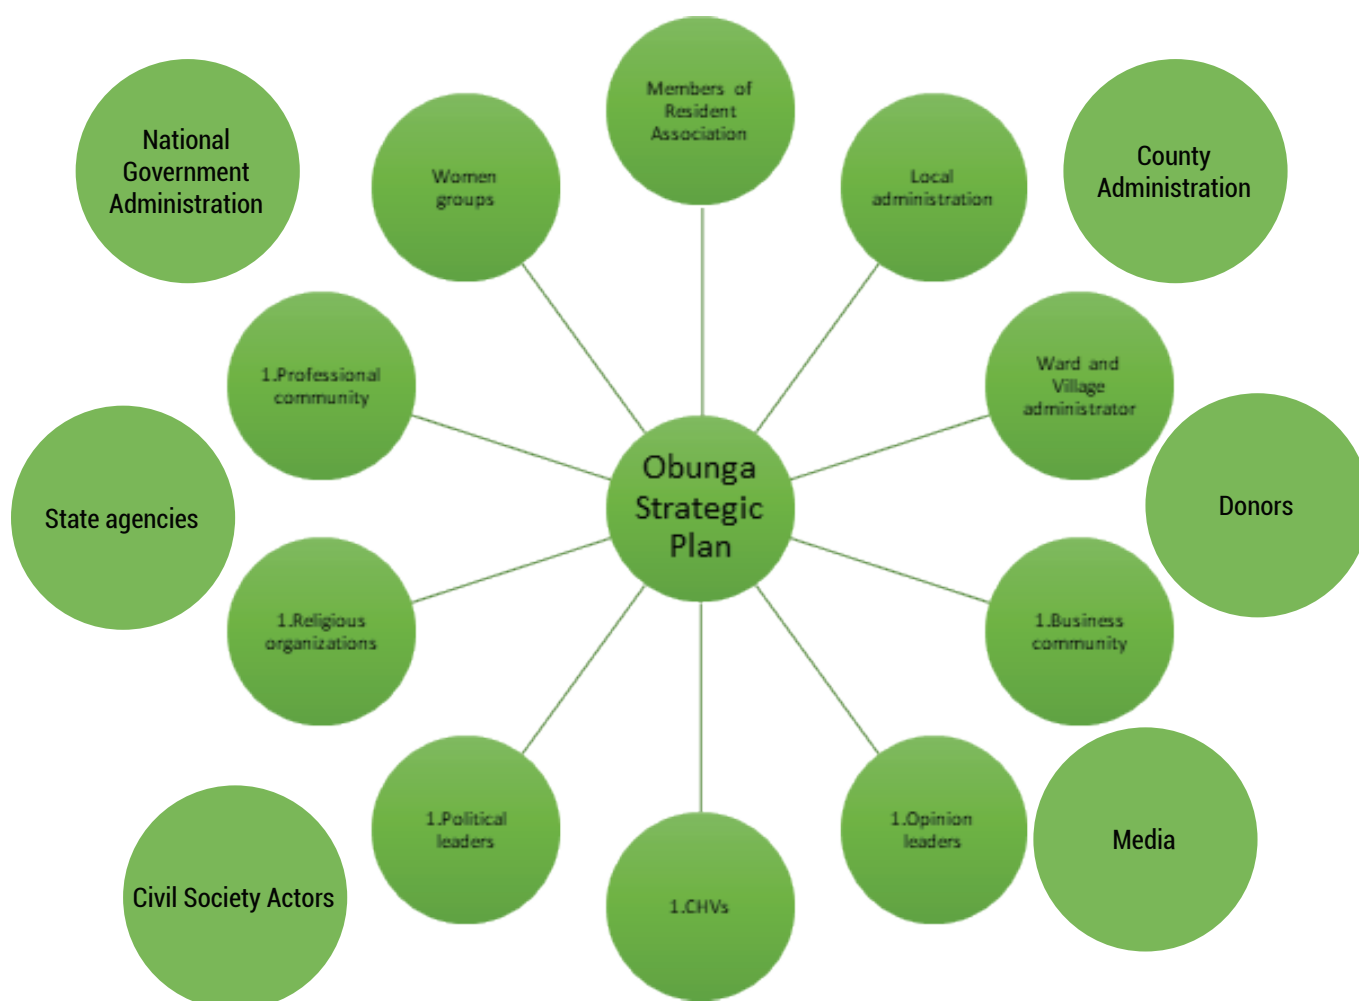 Members of
Resident
Association
National
Government
Administration
County
Administration
Women
groups
Local
administration
1.Professional
community
Ward and
Village
administrator
Obunga
Strategic
Plan
State agencies
Donors
1.Religious
organizations
1.Business
community
1.Political
leaders
1.Opinion
leaders
Media
Civil Society Actors
1.CHVs